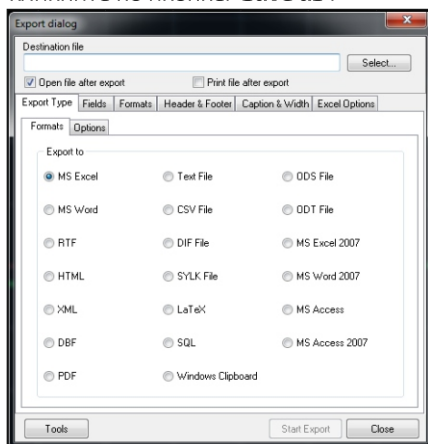 Export dialog
Destination file
Select...
Open file after export Print file after export
Export Type Fields Formats Header & Footer Caption & Width Excel Options
Formats Options
Export to
MS Excel Text File ODS File
MS Word CSV File ODT File
RTF DIF File MS Excel 2007
HTML SYLK File MS Word 2007
XML LaTeX MS Access
DBF SQL MS Access 2007
PDF Windows Clipboard
Tools Start Export Close